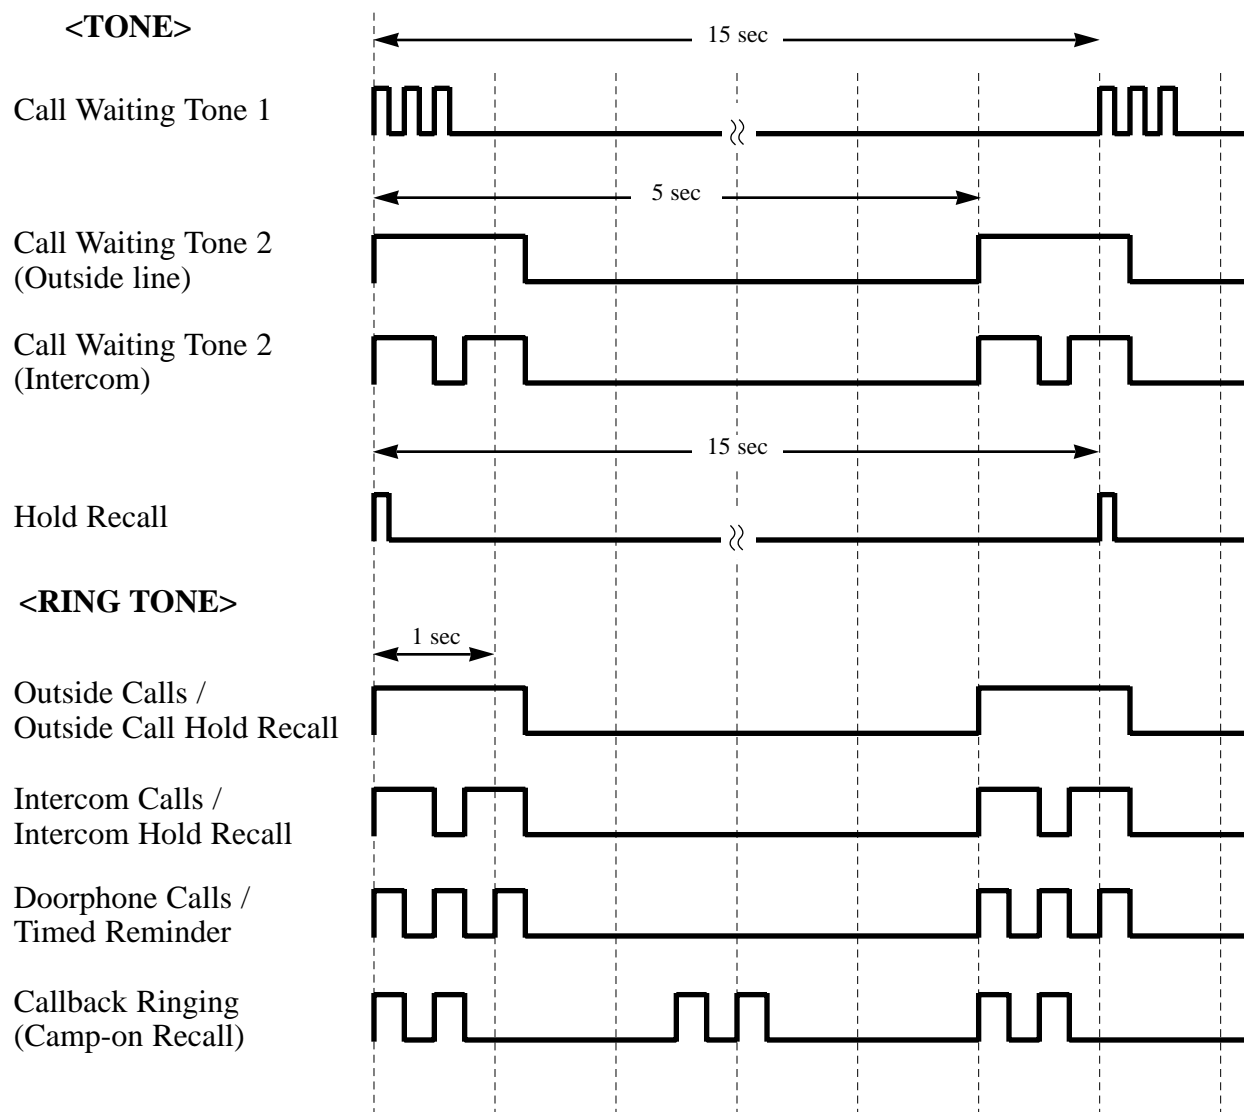 <TONE>
15 sec
Call Waiting Tone 1
5 sec
Call Waiting Tone 2
(Outside line)
Call Waiting Tone 2
(Intercom)
15 sec
Hold Recall
<RING TONE>
1 sec
Outside Calls /
Outside Call Hold Recall
Intercom Calls /
Intercom Hold Recall
Doorphone Calls /
Timed Reminder
Callback Ringing
(Camp-on Recall)